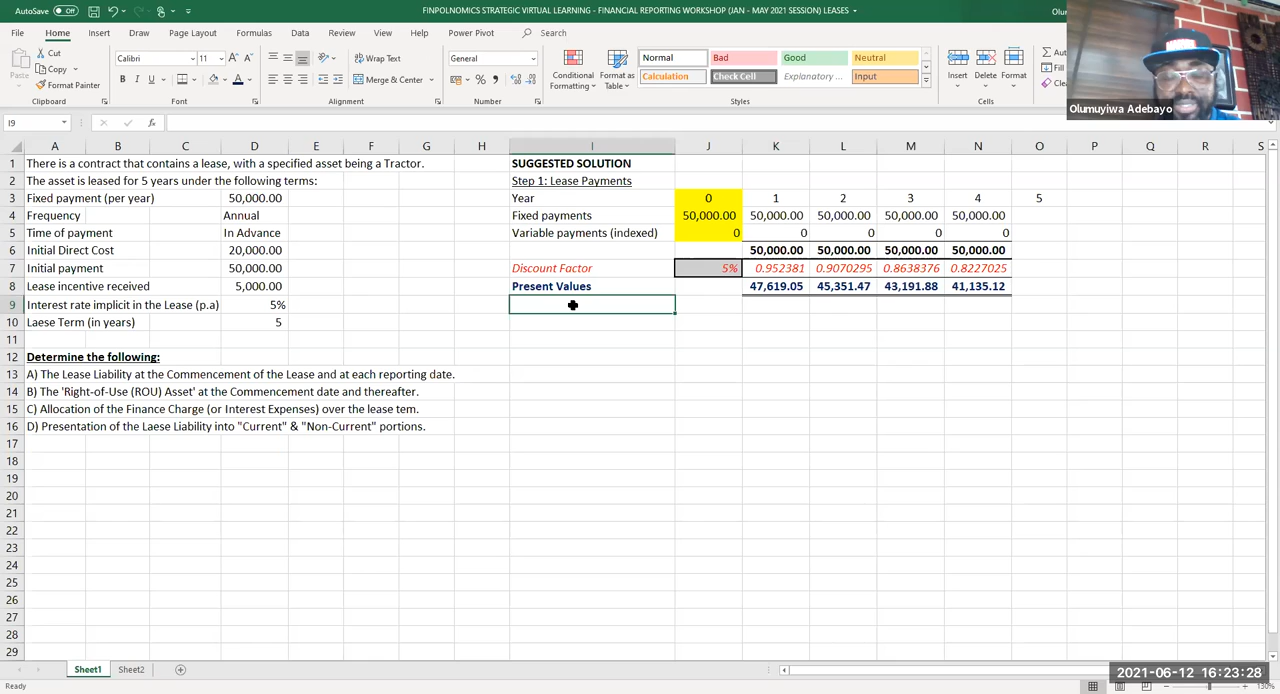 AutoSave Off
FINPOLNOMICS STRATEGIC VIRTUAL LEARNING - FINANCIAL REPORTING WORKSHOP (JAN - MAY 2021 SESSION) LEASES
Olumuyiwa Adebayo
File Home Insert Draw Page Layout Formulas Data Review View Help Power Pivot Search
Paste Cut Copy Format Painter
Calibri 11 A A
B I U
Wrap Text
Merge & Center
General
Conditional Formatting
Format as Table
Normal Bad Good Neutral
Calculation Check Cell Explanatory ... Input
Insert Delete Format
Clipboard Font Alignment Number Styles Cells
I9 fx
A B C D E F G H I J K L M N O P Q R S
1 There is a contract that contains a lease, with a specified asset being a Tractor. SUGGESTED SOLUTION
2 The asset is leased for 5 years under the following terms: Step 1: Lease Payments
3 Fixed payment (per year) 50,000.00 Year 0 1 2 3 4 5
4 Frequency Annual Fixed payments 50,000.00 50,000.00 50,000.00 50,000.00 50,000.00
5 Time of payment In Advance Variable payments (indexed) 0 0 0 0 0
6 Initial Direct Cost 20,000.00 50,000.00 50,000.00 50,000.00 50,000.00
7 Initial payment 50,000.00 Discount Factor 5% 0.952381 0.9070295 0.8638376 0.8227025
8 Lease incentive received 5,000.00 Present Values 47,619.05 45,351.47 43,191.88 41,135.12
9 Interest rate implicit in the Lease (p.a) 5%
10 Laese Term (in years) 5
11
12 Determine the following:
13 A) The Lease Liability at the Commencement of the Lease and at each reporting date.
14 B) The 'Right-of-Use (ROU) Asset' at the Commencement date and thereafter.
15 C) Allocation of the Finance Charge (or Interest Expenses) over the lease tem.
16 D) Presentation of the Laese Liability into "Current" & "Non-Current" portions.
17
18
19
20
21
22
23
24
25
26
27
28
29
Sheet1 Sheet2
2021-06-12 16:23:28
Ready
130%